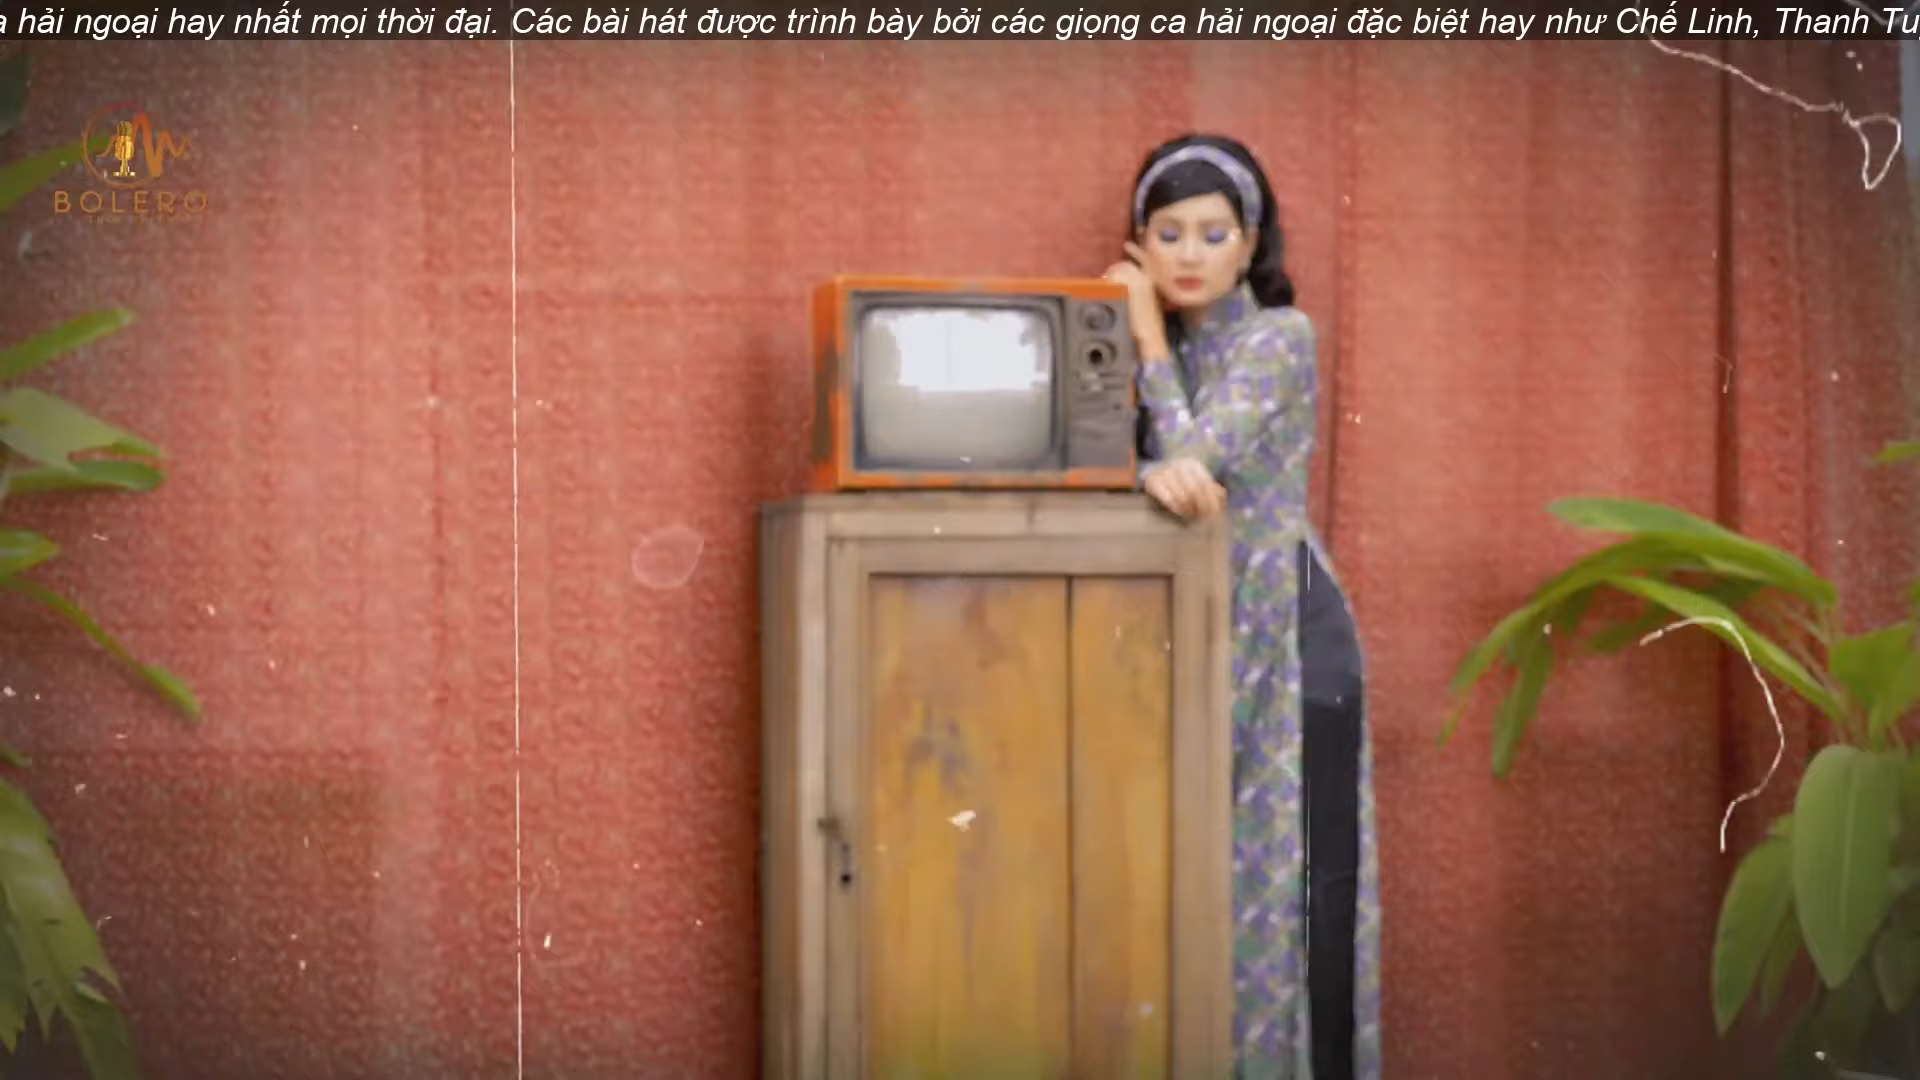 hải ngoại hay nhất mọi thời đại. Các bài hát được trình bày bởi các giọng ca hải ngoại đặc biệt hay như Chế Linh, Thanh
BOLERO